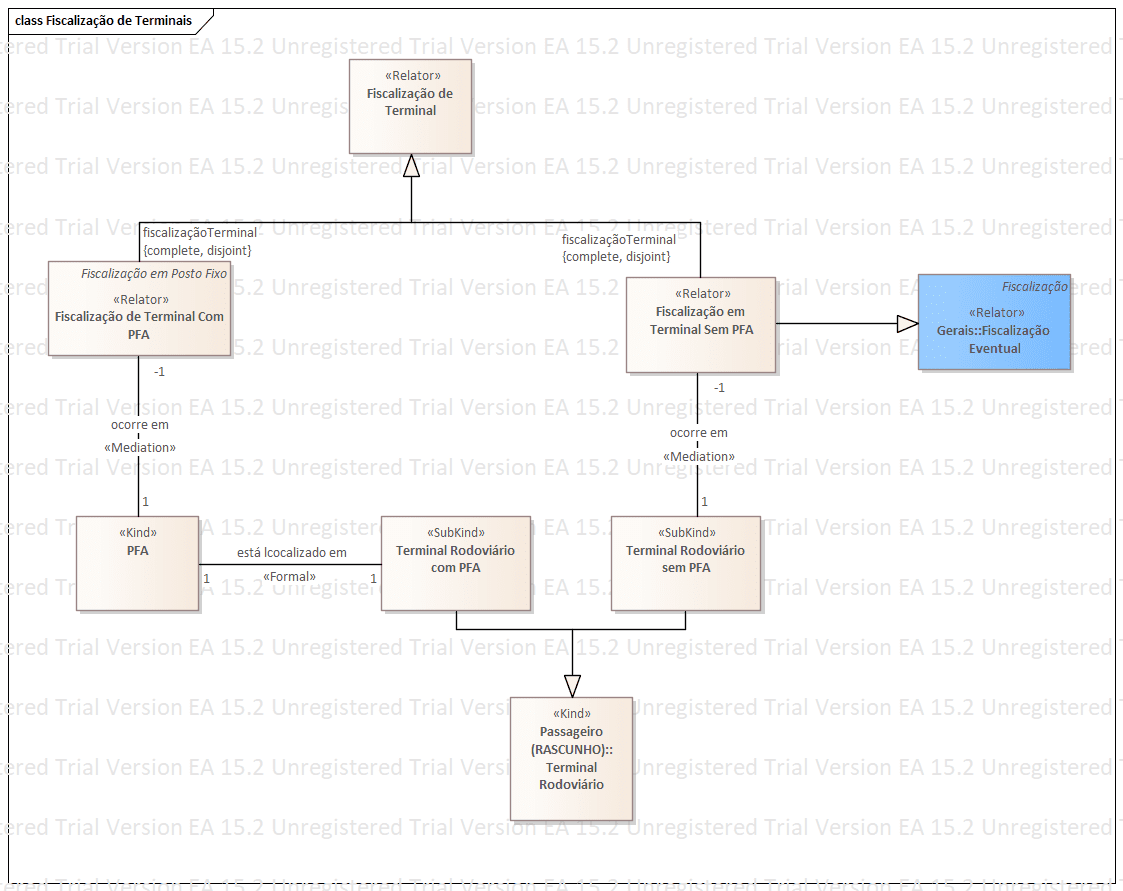 class Fiscalização de Terminais
«Relator»
Fiscalização de
Terminal
fiscalizaçãoTerminal
{complete, disjoint}
fiscalizaçãoTerminal
{complete, disjoint}
Fiscalização em Posto Fixo
«Relator»
Fiscalização de Terminal Com
PFA
«Relator»
Fiscalização em
Terminal Sem PFA
Fiscalização
«Relator»
Gerais::Fiscalização
Eventual
-1
ocorre em
«Mediation»
1
-1
ocorre em
«Mediation»
1
«Kind»
PFA
está lcocalizado em
«Formal»
1
1
«SubKind»
Terminal Rodoviário
com PFA
«SubKind»
Terminal Rodoviário
sem PFA
«Kind»
Passageiro
(RASCUNHO)::
Terminal
Rodoviário
ered Trial Version EA 15.2 Unregistered Trial Version EA 15.2 Unregistered Trial Version EA 15.2 Unregistered